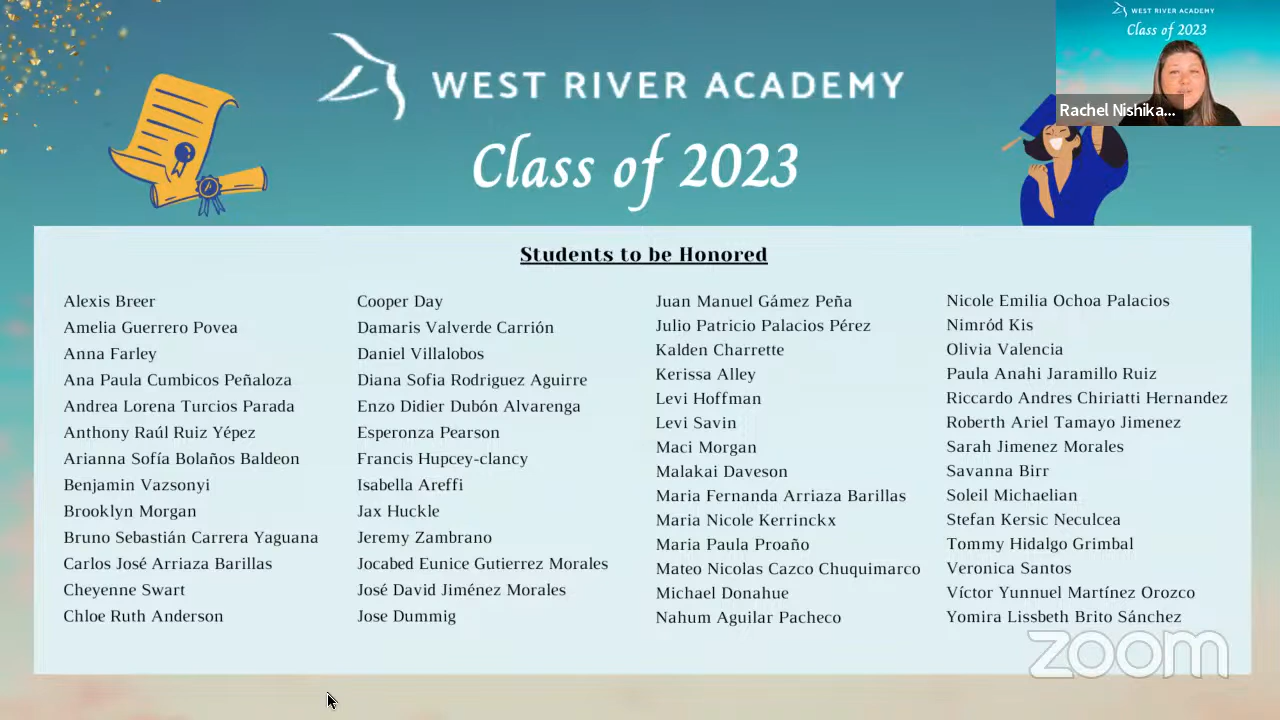 WEST RIVER ACADEMY
Class of 2023
WEST RIVER ACADEMY
Class of 2023
Rachel Nishika...
Students to be Honored
Alexis Breer
Amelia Guerrero Povea
Anna Farley
Ana Paula Cumbicos Peñaloza
Andrea Lorena Turcios Parada
Anthony Raúl Ruiz Yépez
Arianna Sofía Bolaños Baldeon
Benjamin Vazsonyi
Brooklyn Morgan
Bruno Sebastián Carrera Yaguana
Carlos José Arriaza Barillas
Cheyenne Swart
Chloe Ruth Anderson
Cooper Day
Damaris Valverde Carrión
Daniel Villalobos
Diana Sofia Rodriguez Aguirre
Enzo Didier Dubón Alvarenga
Esperonza Pearson
Francis Hupcey-clancy
Isabella Areffi
Jax Huckle
Jeremy Zambrano
Jocabed Eunice Gutierrez Morales
José David Jiménez Morales
Jose Dummig
Juan Manuel Gámez Peña
Julio Patricio Palacios Pérez
Kalden Charrette
Kerissa Alley
Levi Hoffman
Levi Savin
Maci Morgan
Malakai Daveson
Maria Fernanda Arriaza Barillas
Maria Nicole Kerrinckx
Maria Paula Proaño
Mateo Nicolas Cazco Chuquimarco
Michael Donahue
Nahum Aguilar Pacheco
Nicole Emilia Ochoa Palacios
Nimród Kis
Olivia Valencia
Paula Anahi Jaramillo Ruiz
Riccardo Andres Chiriatti Hernandez
Roberth Ariel Tamayo Jimenez
Sarah Jimenez Morales
Savanna Birr
Soleil Michaelian
Stefan Kersic Neculcea
Tommy Hidalgo Grimbal
Veronica Santos
Víctor Yunnuel Martínez Orozco
Yomira Lissbeth Brito Sánchez
zoom